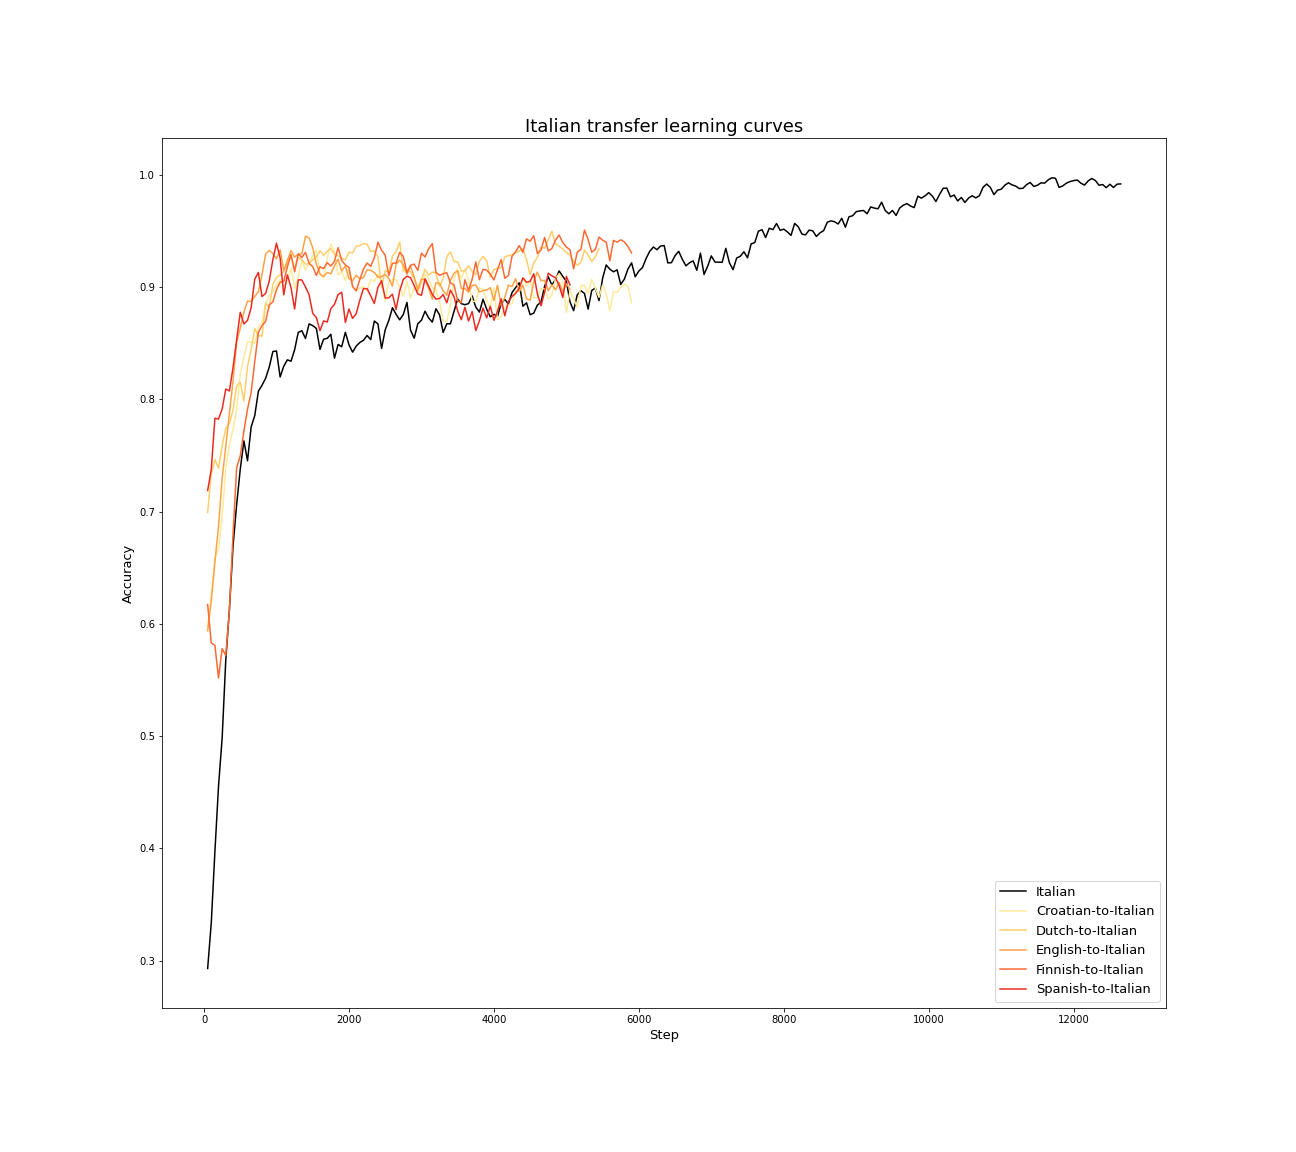 Italian transfer learning curves
1.0
0.9
0.8
0.7
0.6
0.5
0.4
0.3
Accuracy
0 2000 4000 6000 8000 10000 12000
Step
Italian
Croatian-to-Italian
Dutch-to-Italian
English-to-Italian
Finnish-to-Italian
Spanish-to-Italian